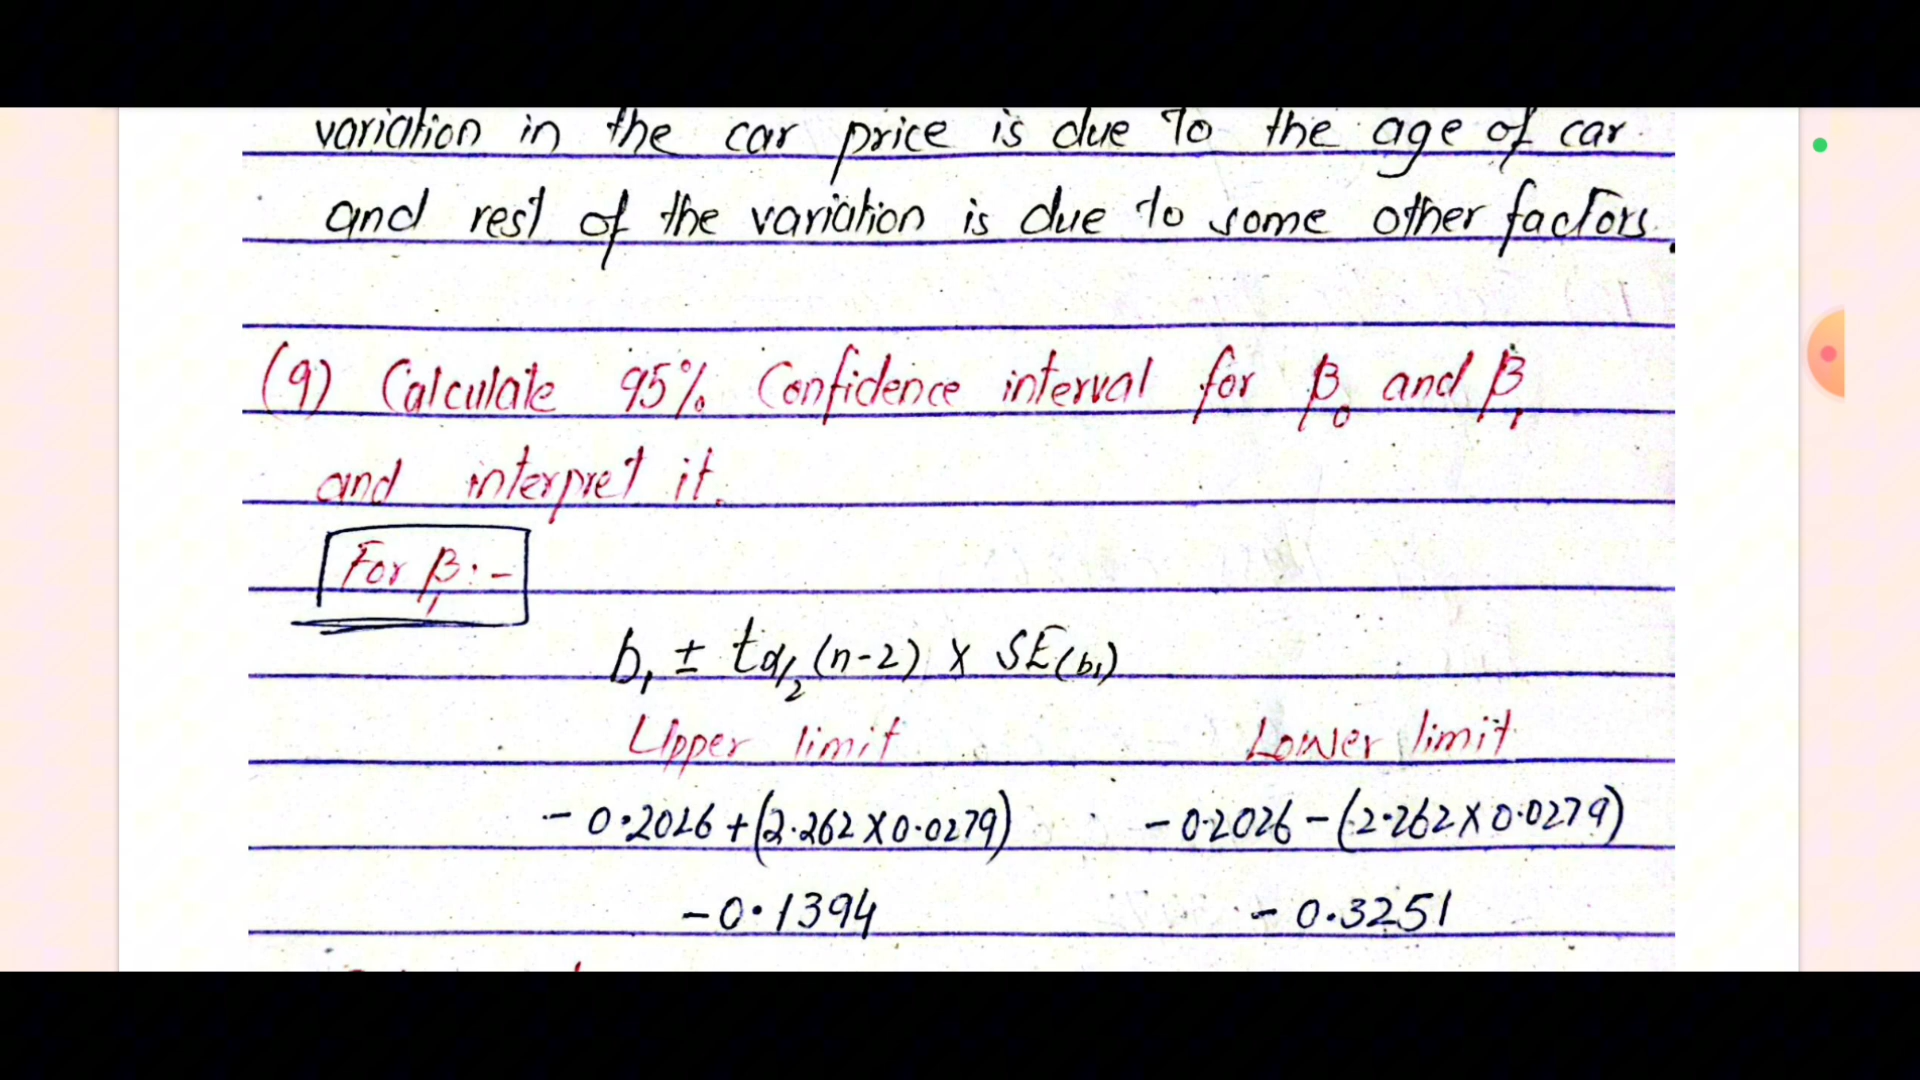 variation in the car price is due to the age of car
and rest of the variation is due to some other factors.
(9) Calculate 95% Confidence interval for β₀ and β₁
and interpret it.
For β₁:-
b₁ ± tα/₂ (n-2) × SE(b₁)
Upper limit Lower limit
-0.2026+(2.262×0.0279) -0.2026-(2.262×0.0279)
-0.1394 -0.3251